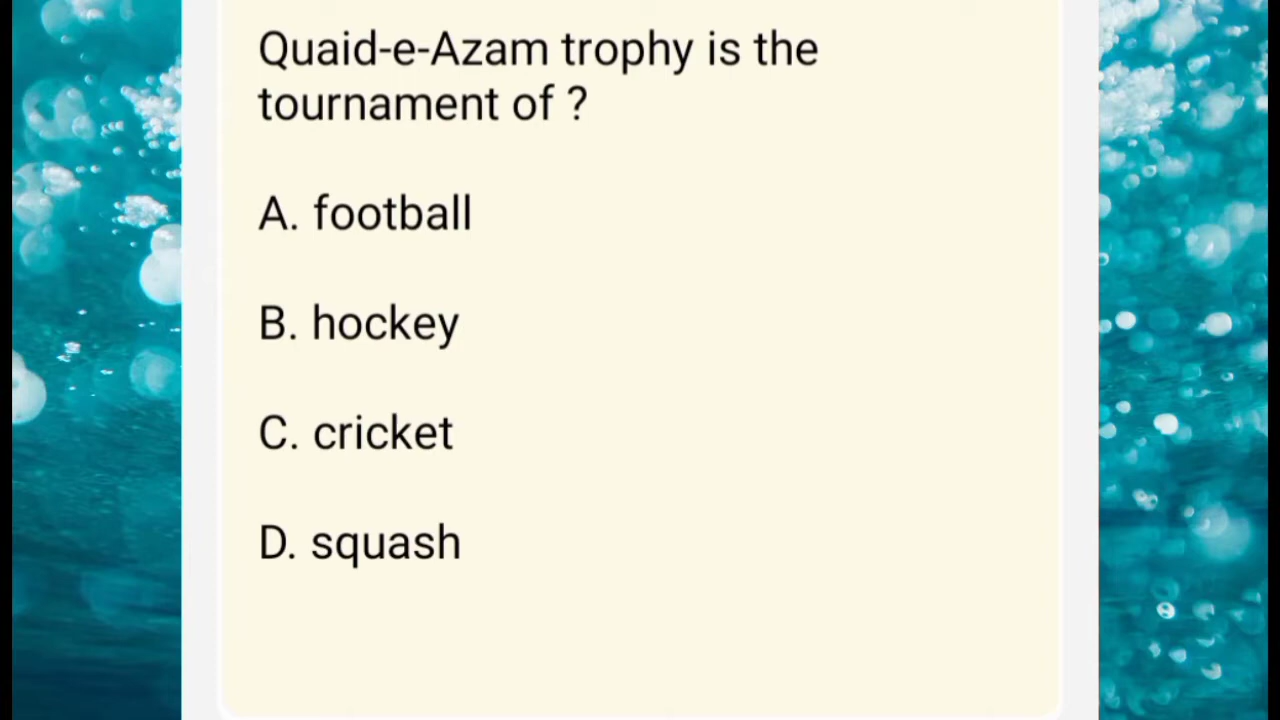 Quaid-e-Azam trophy is the
tournament of ?
A. football
B. hockey
C. cricket
D. squash